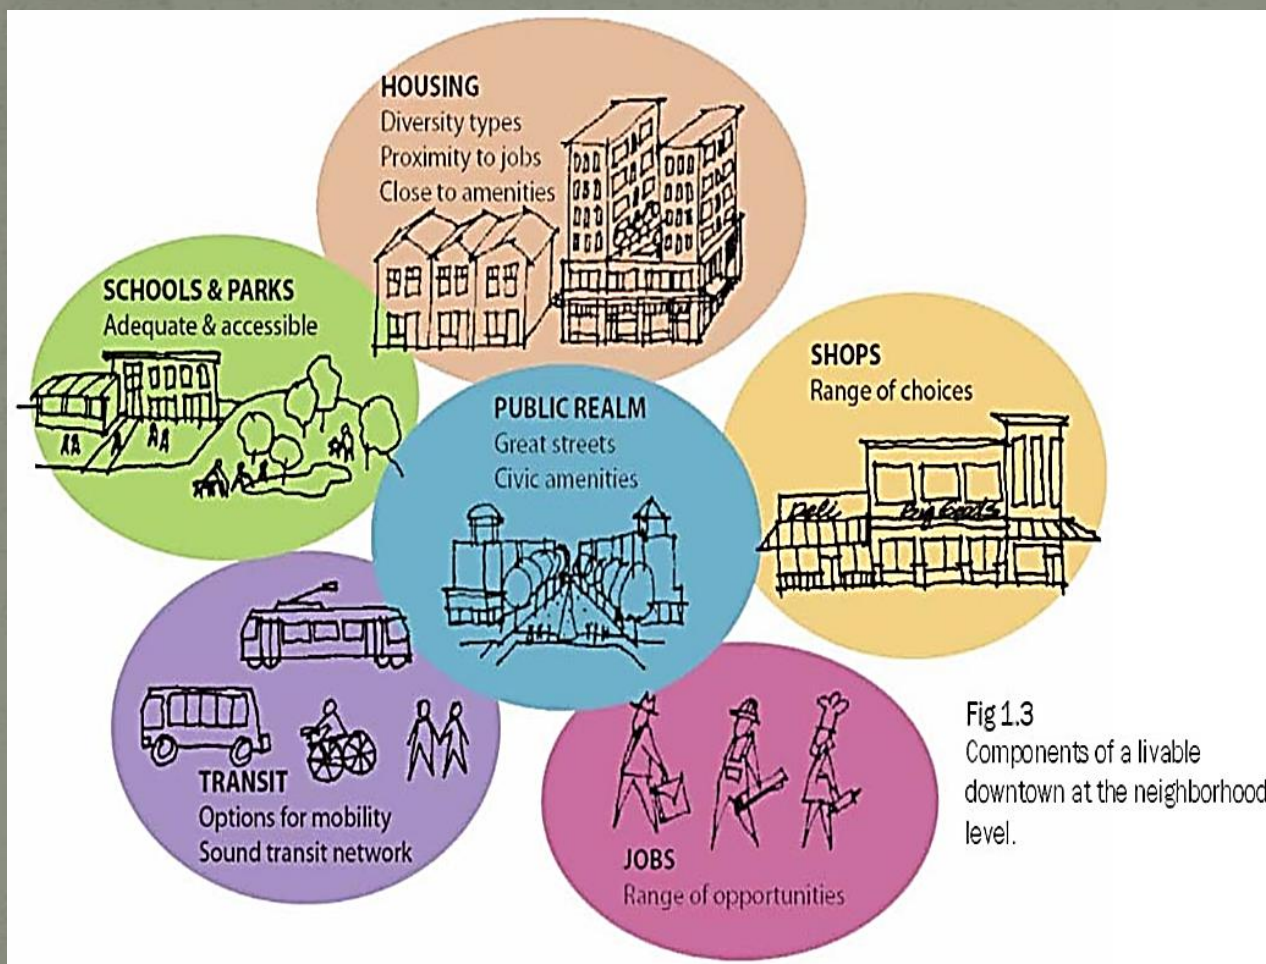 HOUSING
Diversity types
Proximity to jobs
Close to amenities
SCHOOLS & PARKS
Adequate & accessible
SHOPS
Range of choices
Deli
PUBLIC REALM
Great streets
Civic amenities
TRANSIT
Options for mobility
Sound transit network
JOBS
Range of opportunities
Fig 1.3
Components of a livable
downtown at the neighborhood
level.